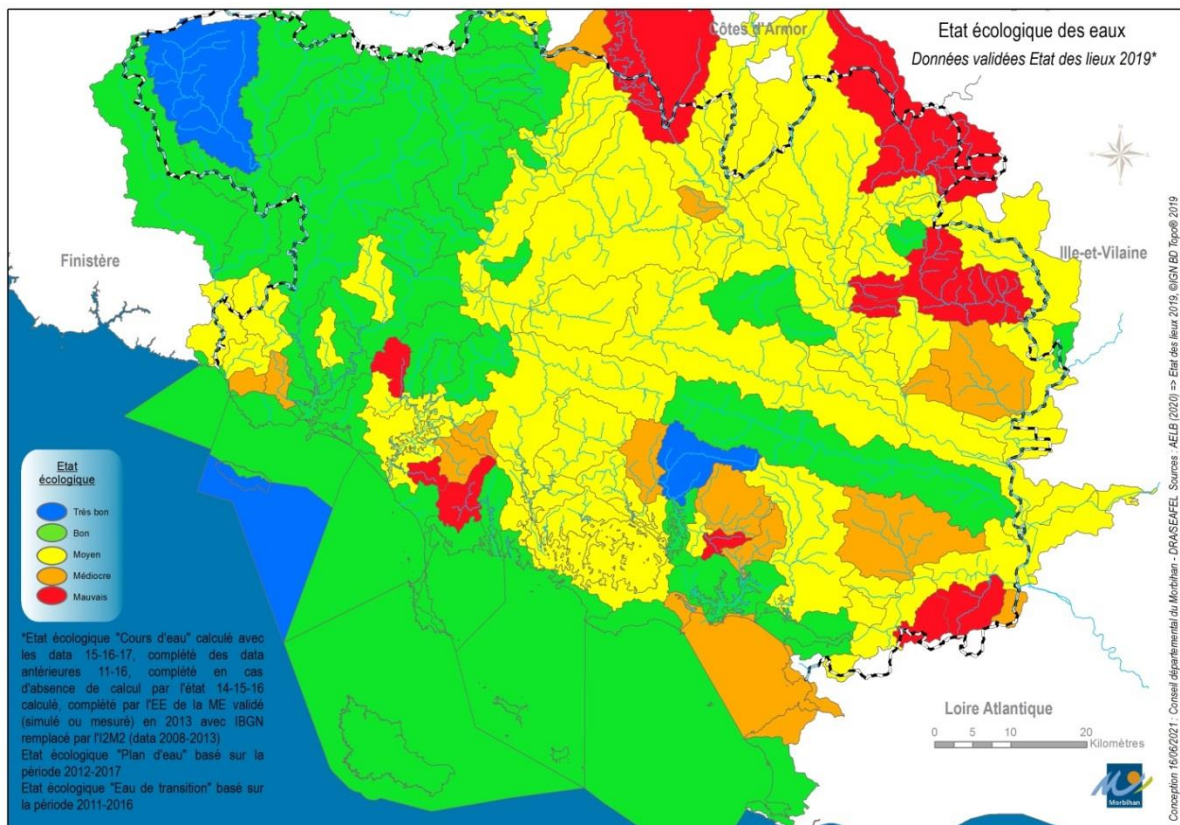 Côtes d'Armor
Etat écologique des eaux
Données validées Etat des lieux 2019*
Finistère
Ille-et-Vilaine
Etat
écologique
Très bon
Bon
Moyen
Médiocre
Mauvais
*Etat écologique "Cours d'eau" calculé avec
les data 15-16-17, complété des data
antérieures 11-16, complété en cas
d'absence de calcul par l'état 14-15-16
calculé, complété par l'EE de la ME validé
(simulé ou mesuré) en 2013 avec IBGN
remplacé par l'I2M2 (data 2008-2013)
Etat écologique "Plan d'eau" basé sur la
période 2012-2017
Etat écologique "Eau de transition" basé sur
la période 2011-2016
Loire Atlantique
0 5 10 20
Kilomètres
Morbihan
Conception 16/06/2021 : Conseil départemental du Morbihan - DRA/SEAFEL Sources : AELB (2020) => Etat des lieux 2019, ©IGN BD Topo® 2019